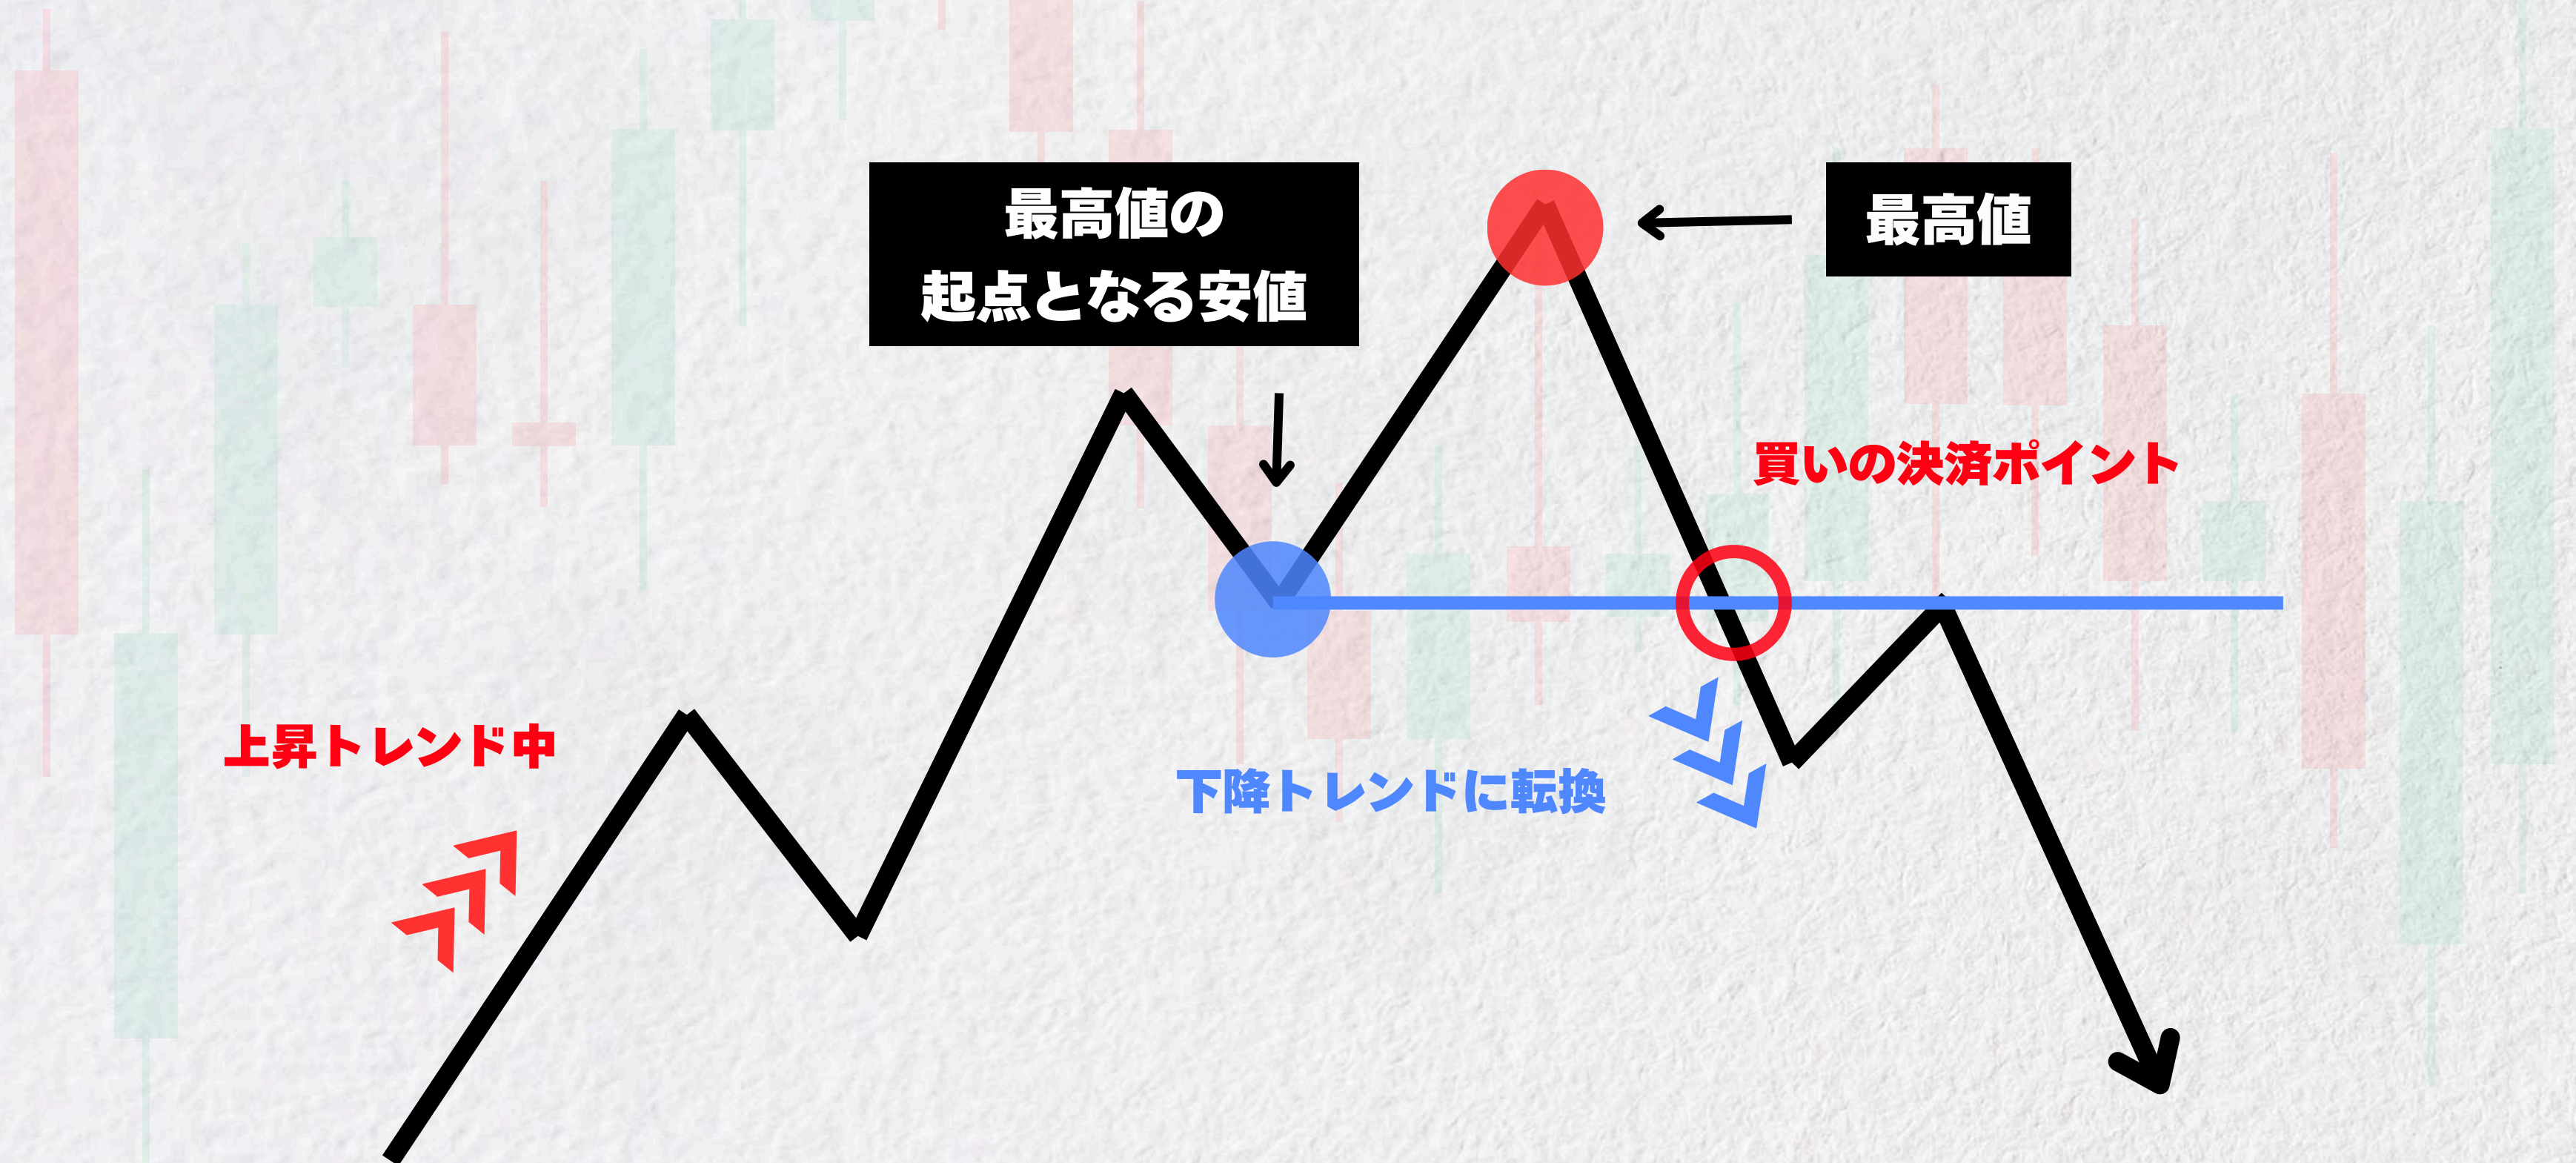 最高値の
起点となる安値
最高値
買いの決済ポイント
上昇トレンド中
下降トレンドに転換